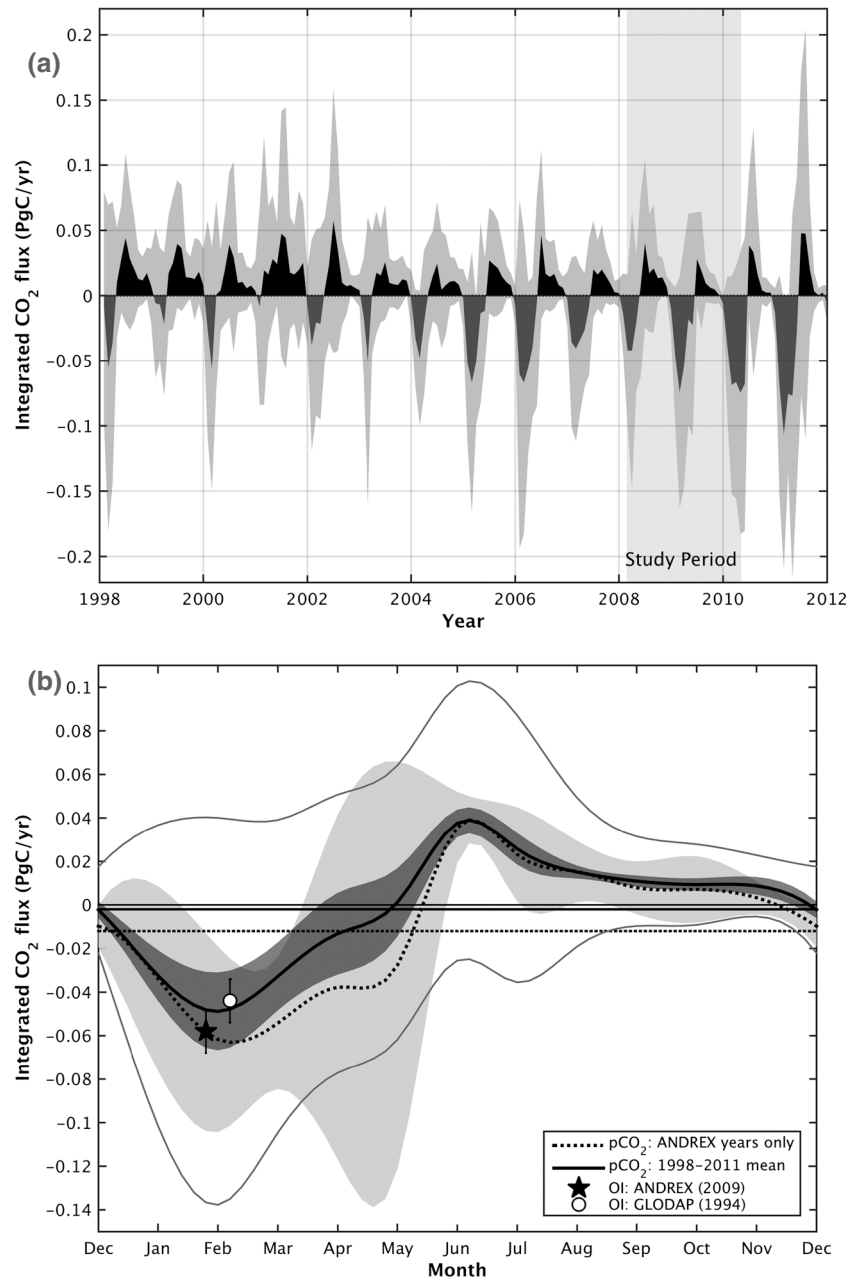 (a)
Integrated CO2 flux (PgC/yr)
0.2
0.15
0.1
0.05
0
−0.05
−0.1
−0.15
−0.2
Study Period
1998 2000 2002 2004 2006 2008 2010 2012
Year
(b)
Integrated CO2 flux (PgC/yr)
0.1
0.08
0.06
0.04
0.02
0
−0.02
−0.04
−0.06
−0.08
−0.1
−0.12
−0.14
pCO2: ANDREX years only
pCO2: 1998−2011 mean
OI: ANDREX (2009)
OI: GLODAP (1994)
Dec Jan Feb Mar Apr May Jun Jul Aug Sep Oct Nov Dec
Month